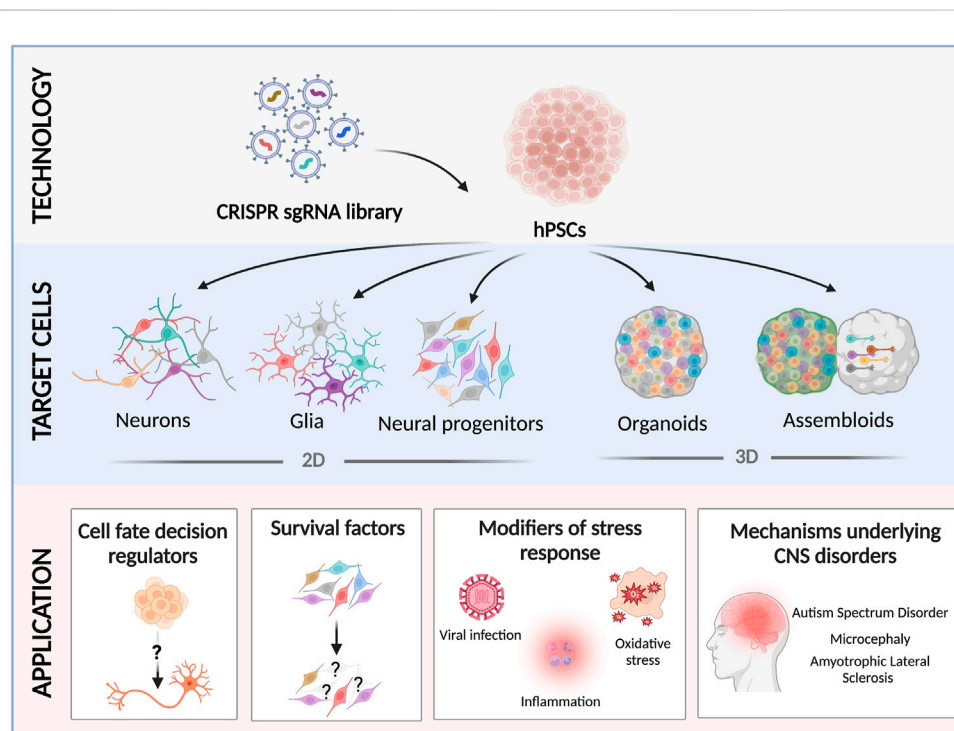 TECHNOLOGY
CRISPR sgRNA library
hPSCs
TARGET CELLS
Neurons
Glia
Neural progenitors
Organoids
Assembloids
2D
3D
APPLICATION
Cell fate decision
regulators
?
Survival factors
?
? ?
Modifiers of stress
response
Viral infection
Oxidative
stress
Inflammation
Mechanisms underlying
CNS disorders
Autism Spectrum Disorder
Microcephaly
Amyotrophic Lateral
Sclerosis